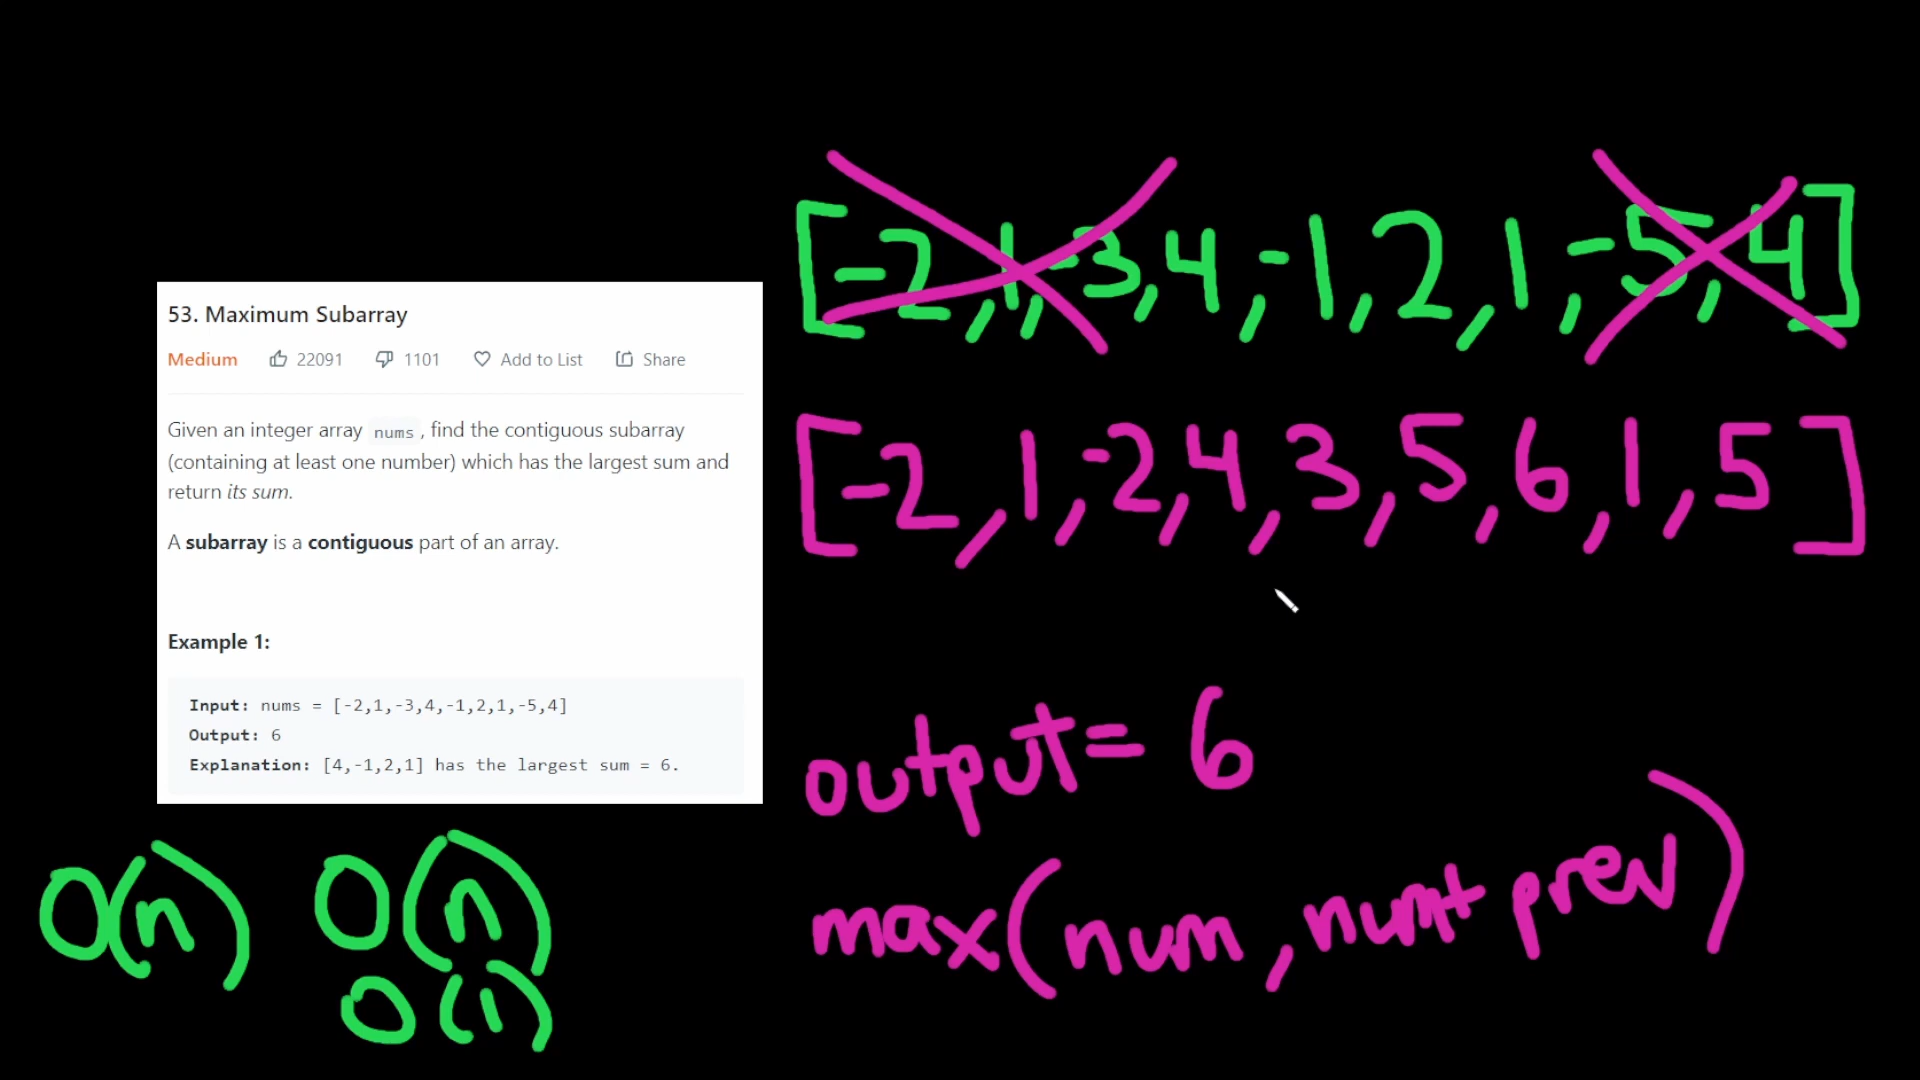 53. Maximum Subarray
Medium 22091 1101 Add to List Share
Given an integer array nums, find the contiguous subarray
(containing at least one number) which has the largest sum and
return its sum.
A subarray is a contiguous part of an array.
Example 1:
Input: nums = [-2,1,-3,4,-1,2,1,-5,4]
Output: 6
Explanation: [4,-1,2,1] has the largest sum = 6.
O(n) O(n)
O(1)
[-2,1,-3,4,-1,2,1,-5,4]
[-2,1,-2,4,3,5,6,1,5]
output= 6
max(num,num+prev)